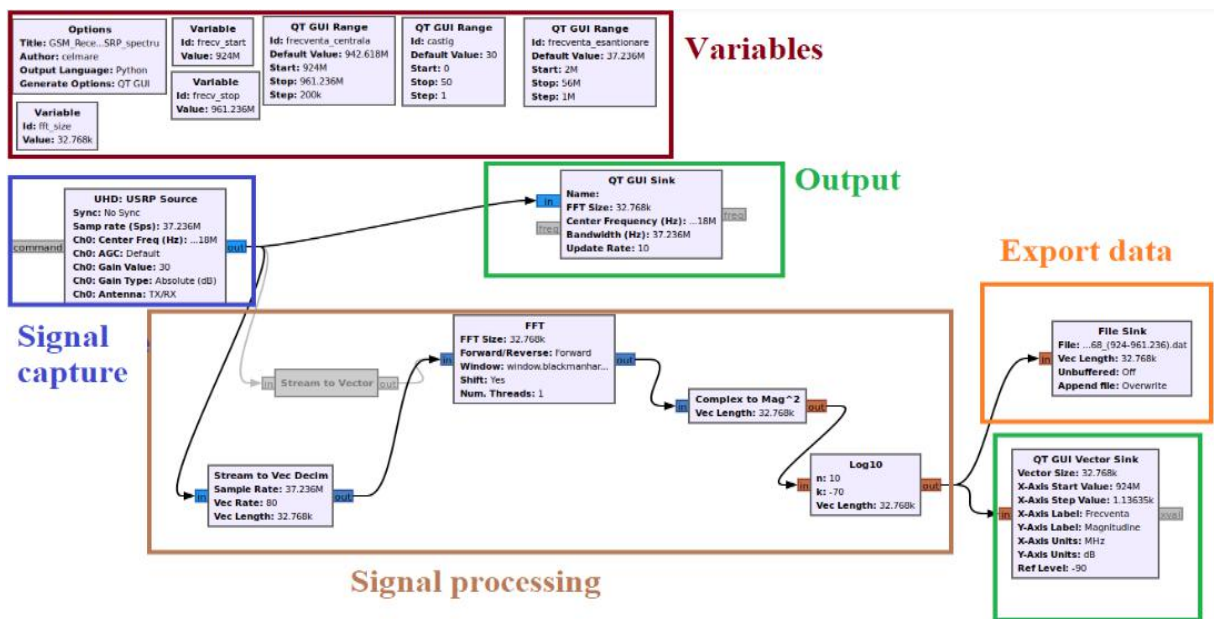 Options
Title: GSM_Rece...SRP_spectru
Author: celmare
Output Language: Python
Generate Options: QT GUI
Variable
Id: frecv_start
Value: 924M
Variable
Id: frecv_stop
Value: 961.236M
QT GUI Range
Id: frecventa_centrala
Default Value: 942.618M
Start: 924M
Stop: 961.236M
Step: 200k
QT GUI Range
Id: castig
Default Value: 30
Start: 0
Stop: 50
Step: 1
QT GUI Range
Id: frecventa_esantionare
Default Value: 37.236M
Start: 2M
Stop: 56M
Step: 1M
Variables
Variable
Id: fft_size
Value: 32.768k
UHD: USRP Source
Sync: No Sync
Samp rate (Sps): 37.236M
Ch0: Center Freq (Hz): ...18M
Ch0: AGC: Default
Ch0: Gain Value: 30
Ch0: Gain Type: Absolute (dB)
Ch0: Antenna: TX/RX
command
out
Signal
capture
QT GUI Sink
Name:
FFT Size: 32.768k
Center Frequency (Hz): ...18M
Bandwidth (Hz): 37.236M
Update Rate: 10
in
freq
freq
Output
Export data
in
Stream to Vector
out
FFT
FFT Size: 32.768k
Forward/Reverse: Forward
Window: window.blackmanhar...
Shift: Yes
Num. Threads: 1
in
out
in
Complex to Mag^2
Vec Length: 32.768k
out
File Sink
File: ...68_(924-961.236).dat
Vec Length: 32.768k
Unbuffered: Off
Append file: Overwrite
in
Stream to Vec Decim
Sample Rate: 37.236M
Vec Rate: 80
Vec Length: 32.768k
in
out
Log10
n: 10
k: -70
Vec Length: 32.768k
in
out
QT GUI Vector Sink
Vector Size: 32.768k
X-Axis Start Value: 924M
X-Axis Step Value: 1.13635k
X-Axis Label: Frecventa
Y-Axis Label: Magnitudine
X-Axis Units: MHz
Y-Axis Units: dB
Ref Level: -90
in
xval
Signal processing